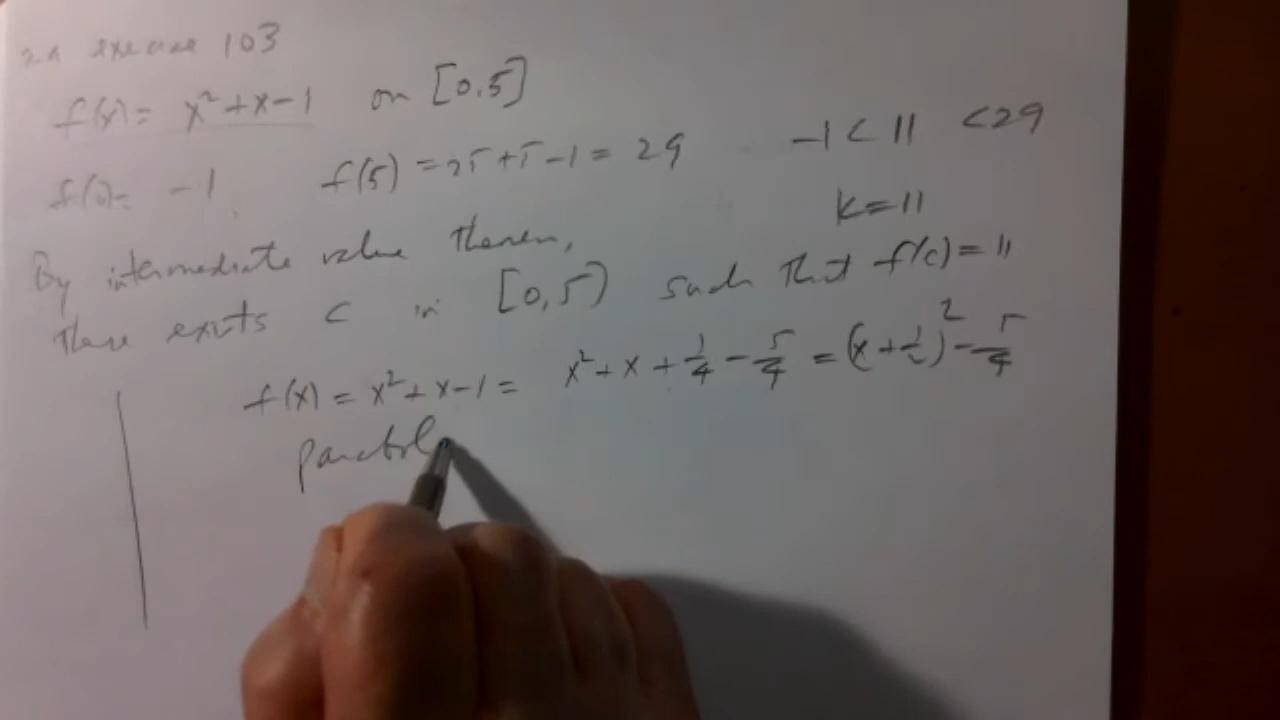 exercise 103
f(x) = x² + x - 1 on [0,5]
f(0) = -1, f(5) = 25 + 5 - 1 = 29 -1 < 11 < 29
k = 11
By intermediate value theorem,
there exists c in [0,5] such that f(c) = 11
f(x) = x² + x - 1 = x² + x + 1/4 - 5/4 = (x + 1/2)² - 5/4
parabol